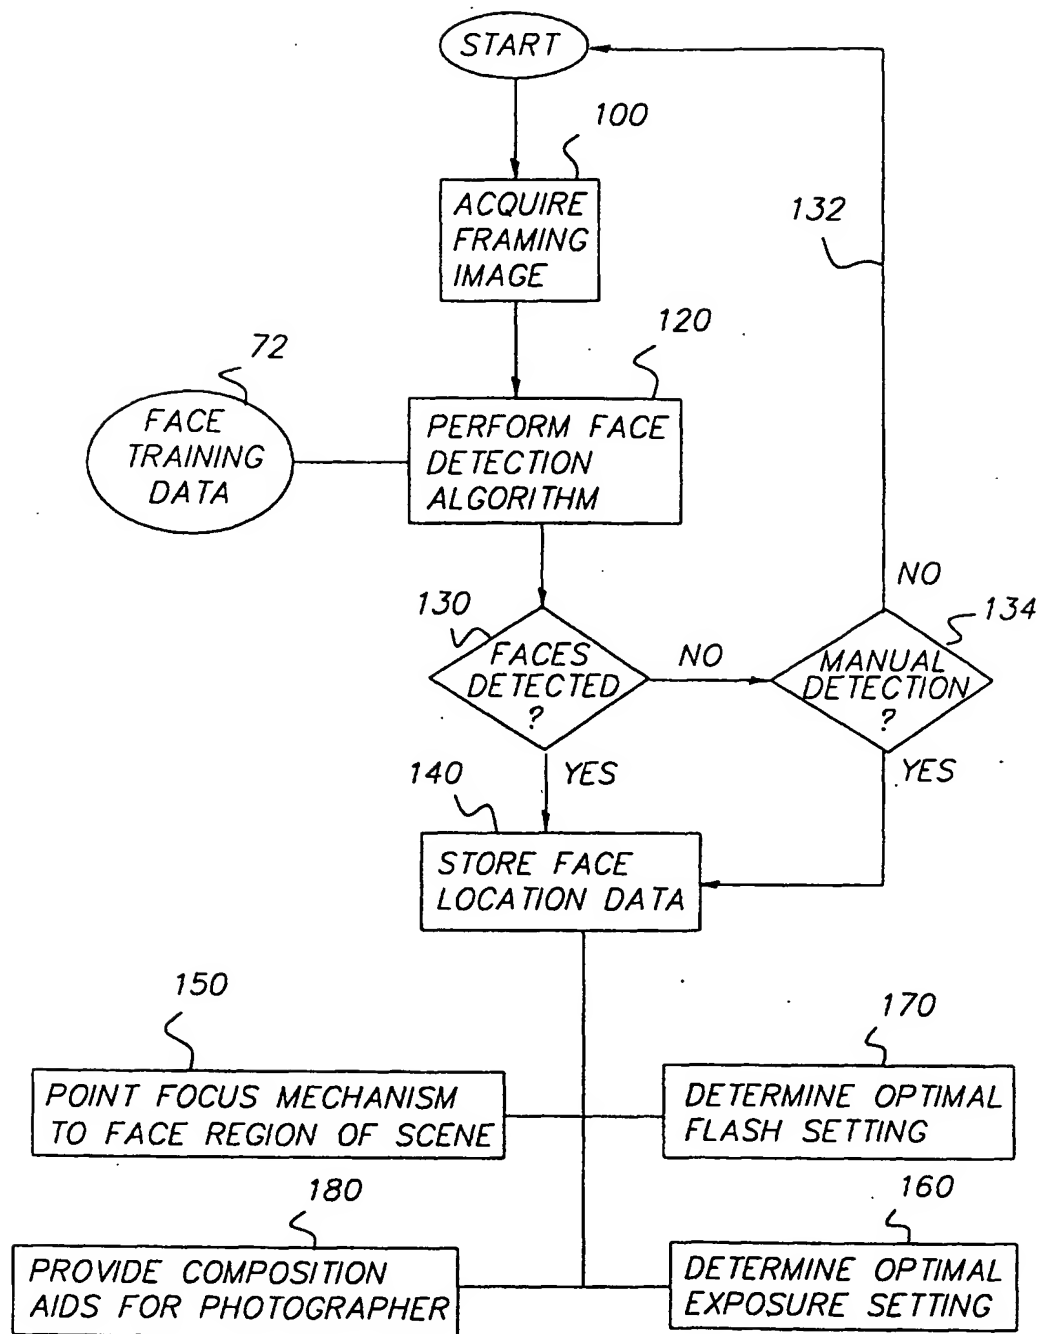 START
100
ACQUIRE
FRAMING
IMAGE
132
120
72
FACE
TRAINING
DATA
PERFORM FACE
DETECTION
ALGORITHM
NO
130
134
FACES
DETECTED
?
NO
MANUAL
DETECTION
?
140
YES
YES
STORE FACE
LOCATION DATA
150
170
POINT FOCUS MECHANISM
TO FACE REGION OF SCENE
DETERMINE OPTIMAL
FLASH SETTING
180
160
PROVIDE COMPOSITION
AIDS FOR PHOTOGRAPHER
DETERMINE OPTIMAL
EXPOSURE SETTING